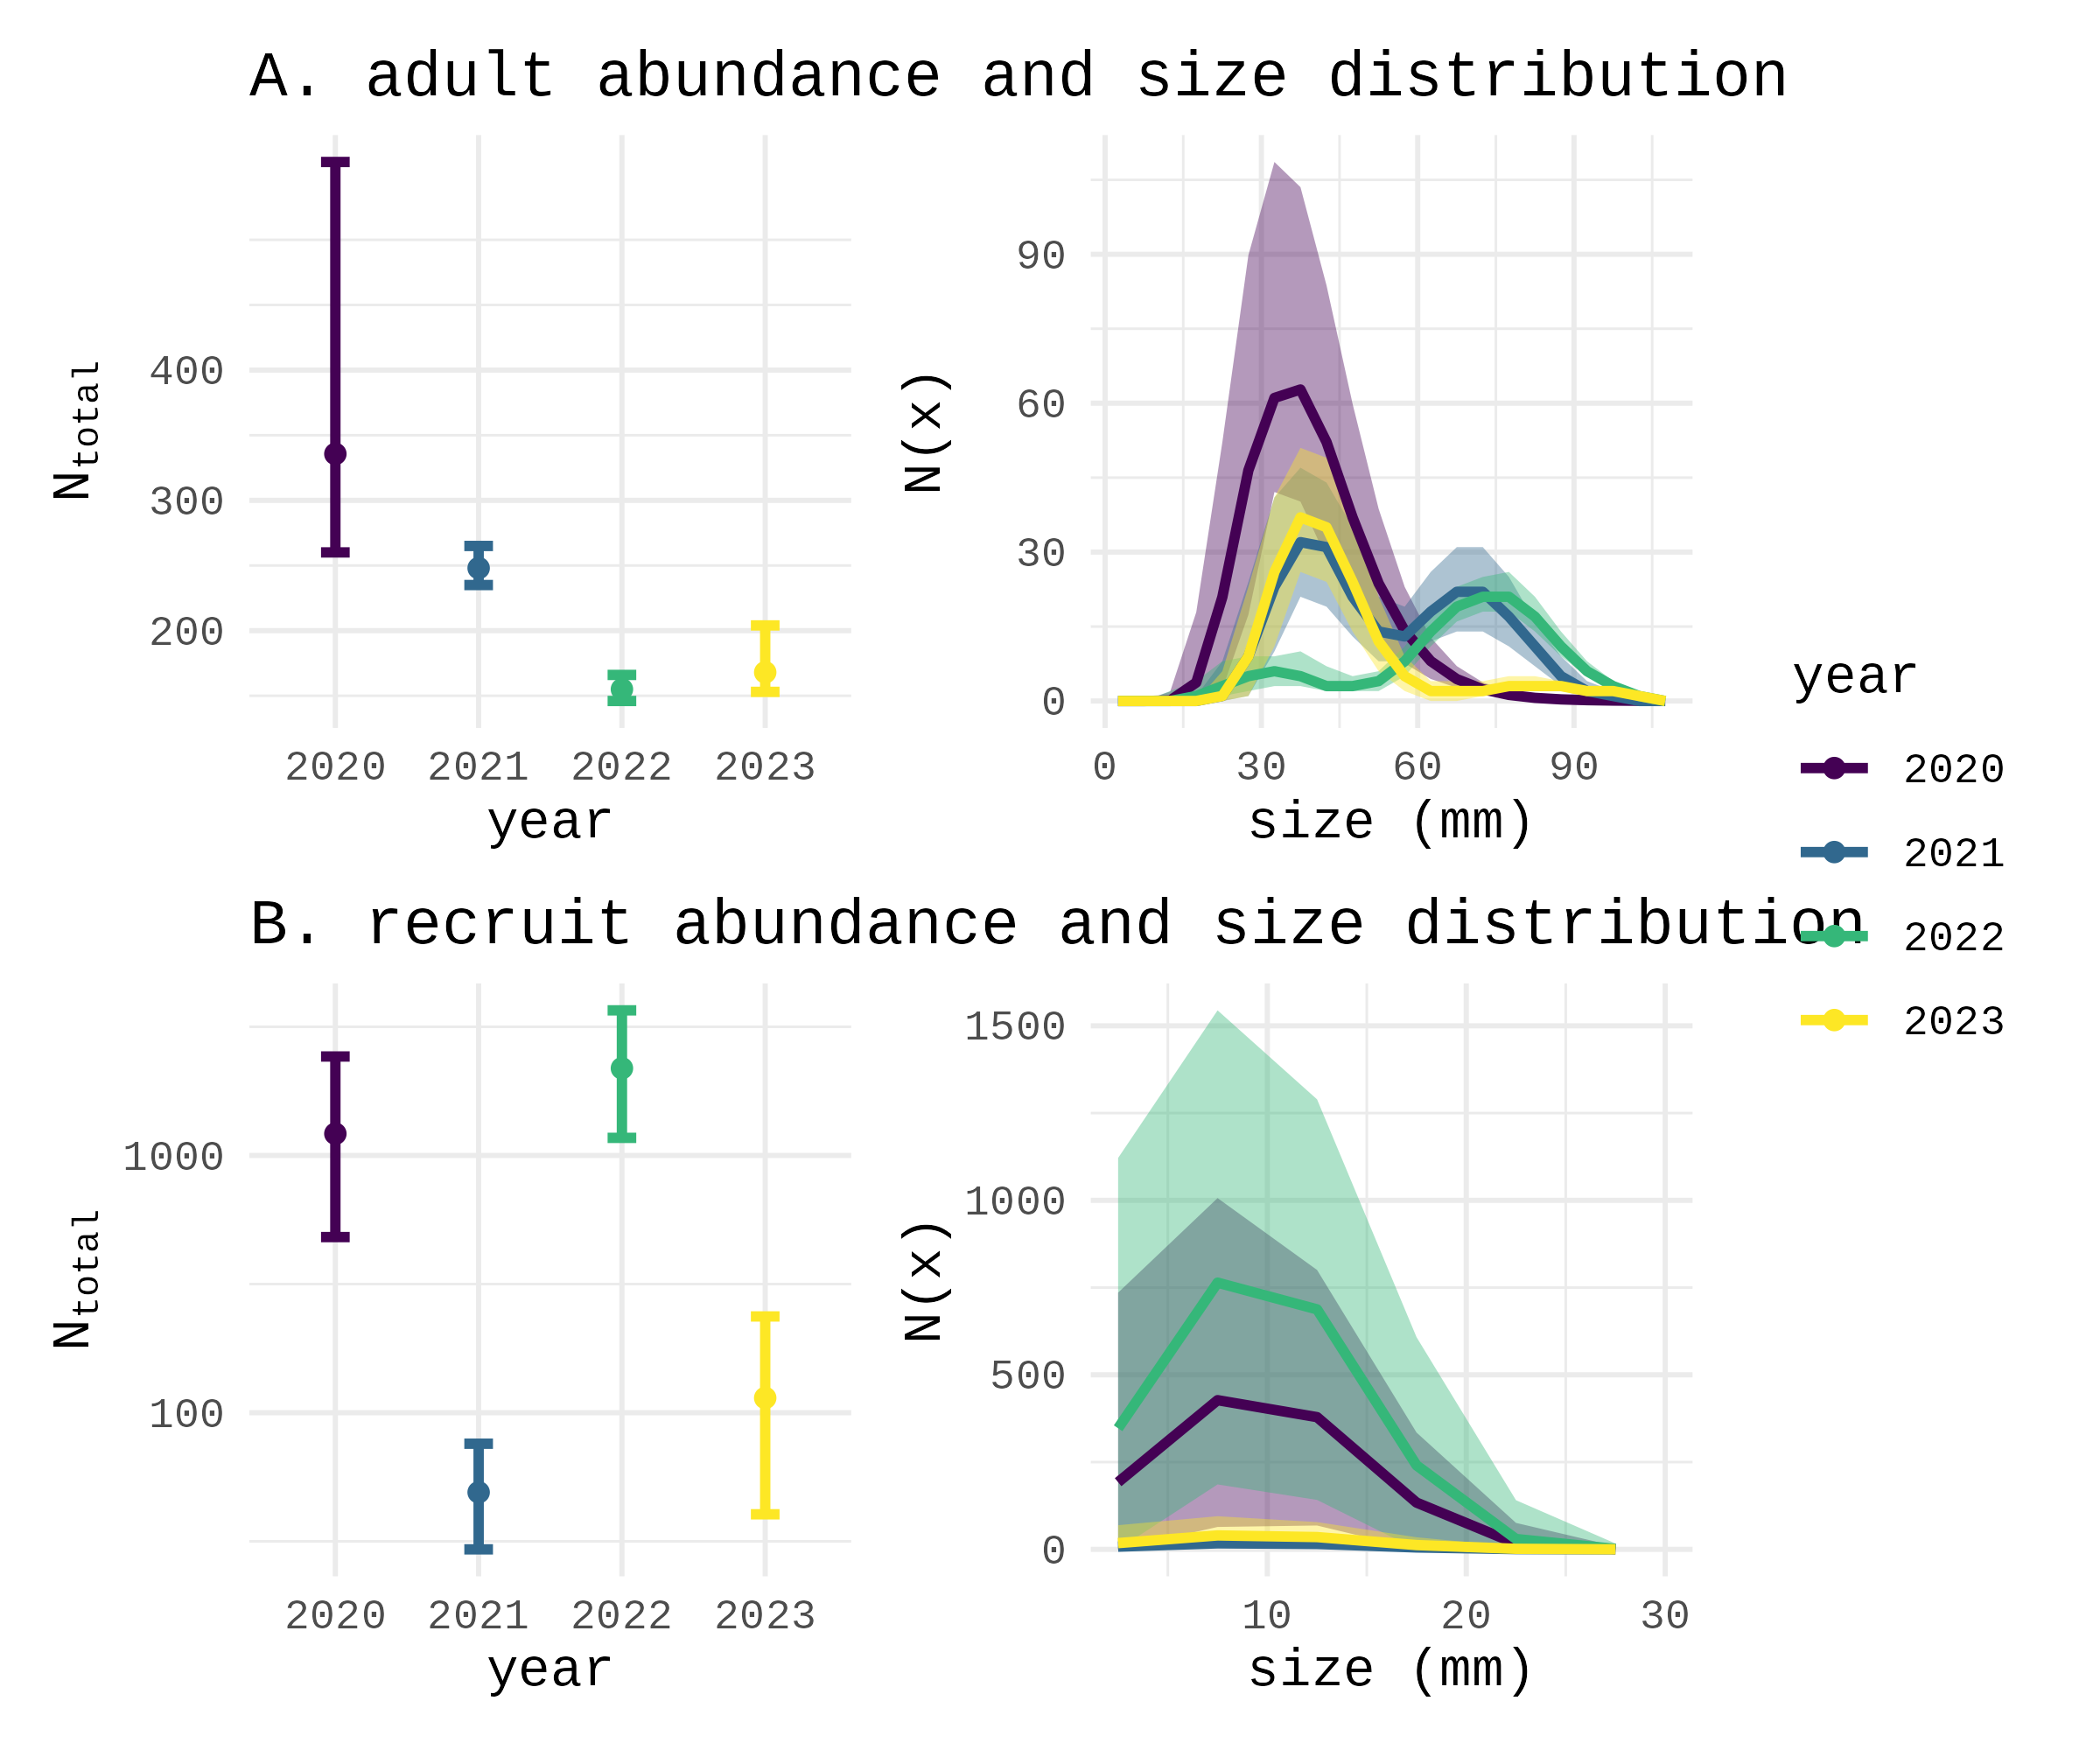 A. adult abundance and size distribution
Ntotal
400
300
200
2020 2021 2022 2023
year
N(x)
90
60
30
0
0 30 60 90
size (mm)
year
2020
2021
2022
2023
B. recruit abundance and size distribution
Ntotal
1000
100
2020 2021 2022 2023
year
N(x)
1500
1000
500
0
10 20 30
size (mm)